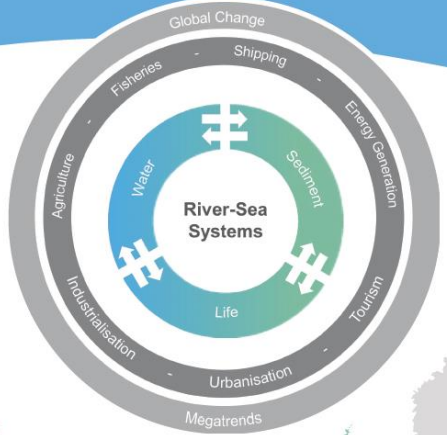 Global Change
Fisheries - Shipping - Energy Generation - Tourism - Urbanisation - Industrialisation Agriculture -
Water
Sediment
Life
River-Sea
Systems
Megatrends